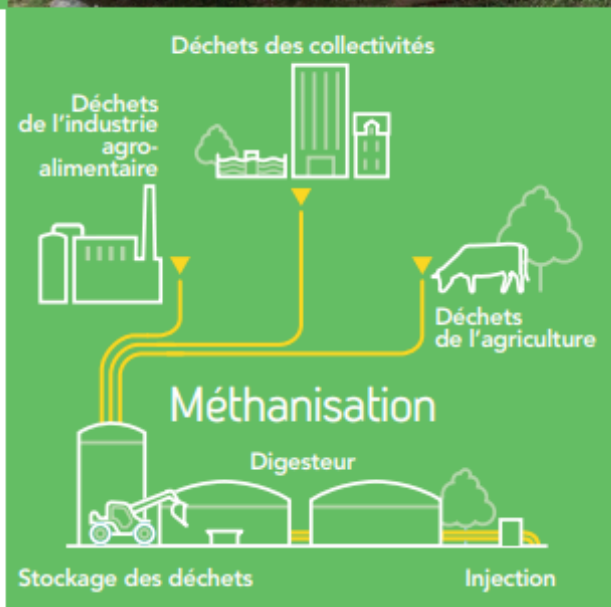 Déchets des collectivités
Déchets
de l'industrie
agro-
alimentaire
Déchets
de l'agriculture
Méthanisation
Digesteur
Stockage des déchets
Injection